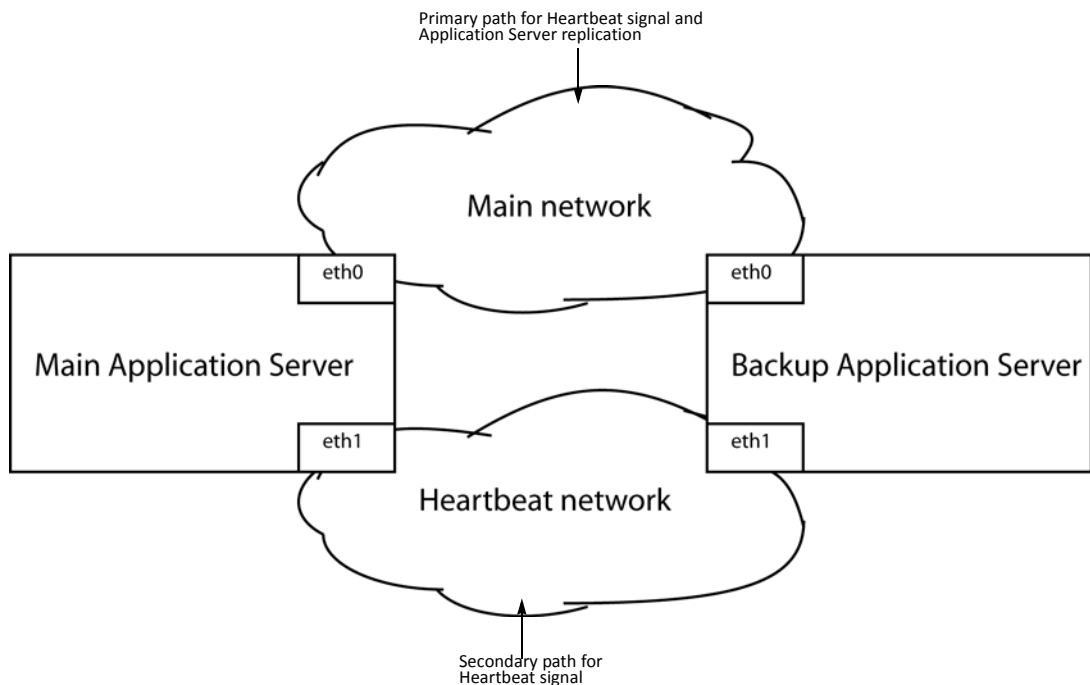 Primary path for Heartbeat signal and
Application Server replication
Main network
eth0
eth0
Main Application Server
Backup Application Server
eth1
eth1
Heartbeat network
Secondary path for
Heartbeat signal